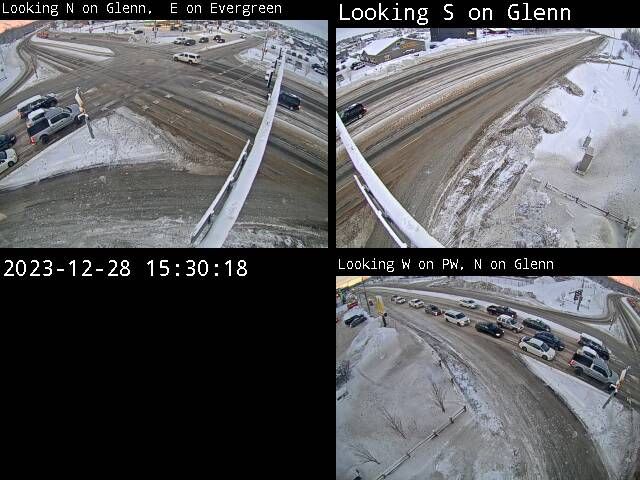 Looking N on Glenn,  E on Evergreen
Looking S on Glenn
2023-12-28 15:30:18
Looking W on PW, N on Glenn